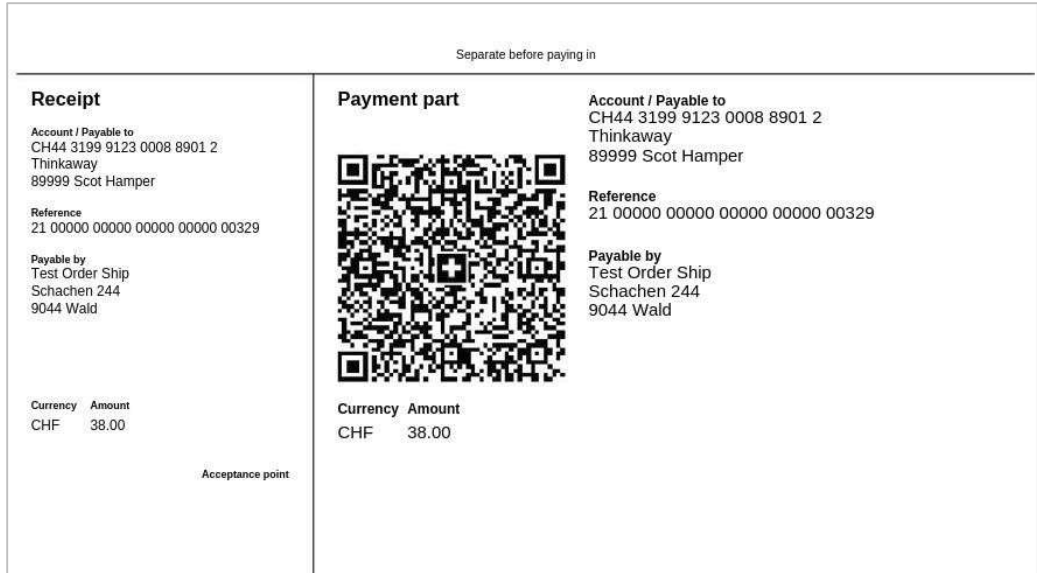 Separate before paying in
Receipt
Account / Payable to
CH44 3199 9123 0008 8901 2
Thinkaway
89999 Scot Hamper
Reference
21 00000 00000 00000 00000 00329
Payable by
Test Order Ship
Schachen 244
9044 Wald
Currency Amount
CHF 38.00
Acceptance point
Payment part
Currency Amount
CHF 38.00
Account / Payable to
CH44 3199 9123 0008 8901 2
Thinkaway
89999 Scot Hamper
Reference
21 00000 00000 00000 00000 00329
Payable by
Test Order Ship
Schachen 244
9044 Wald